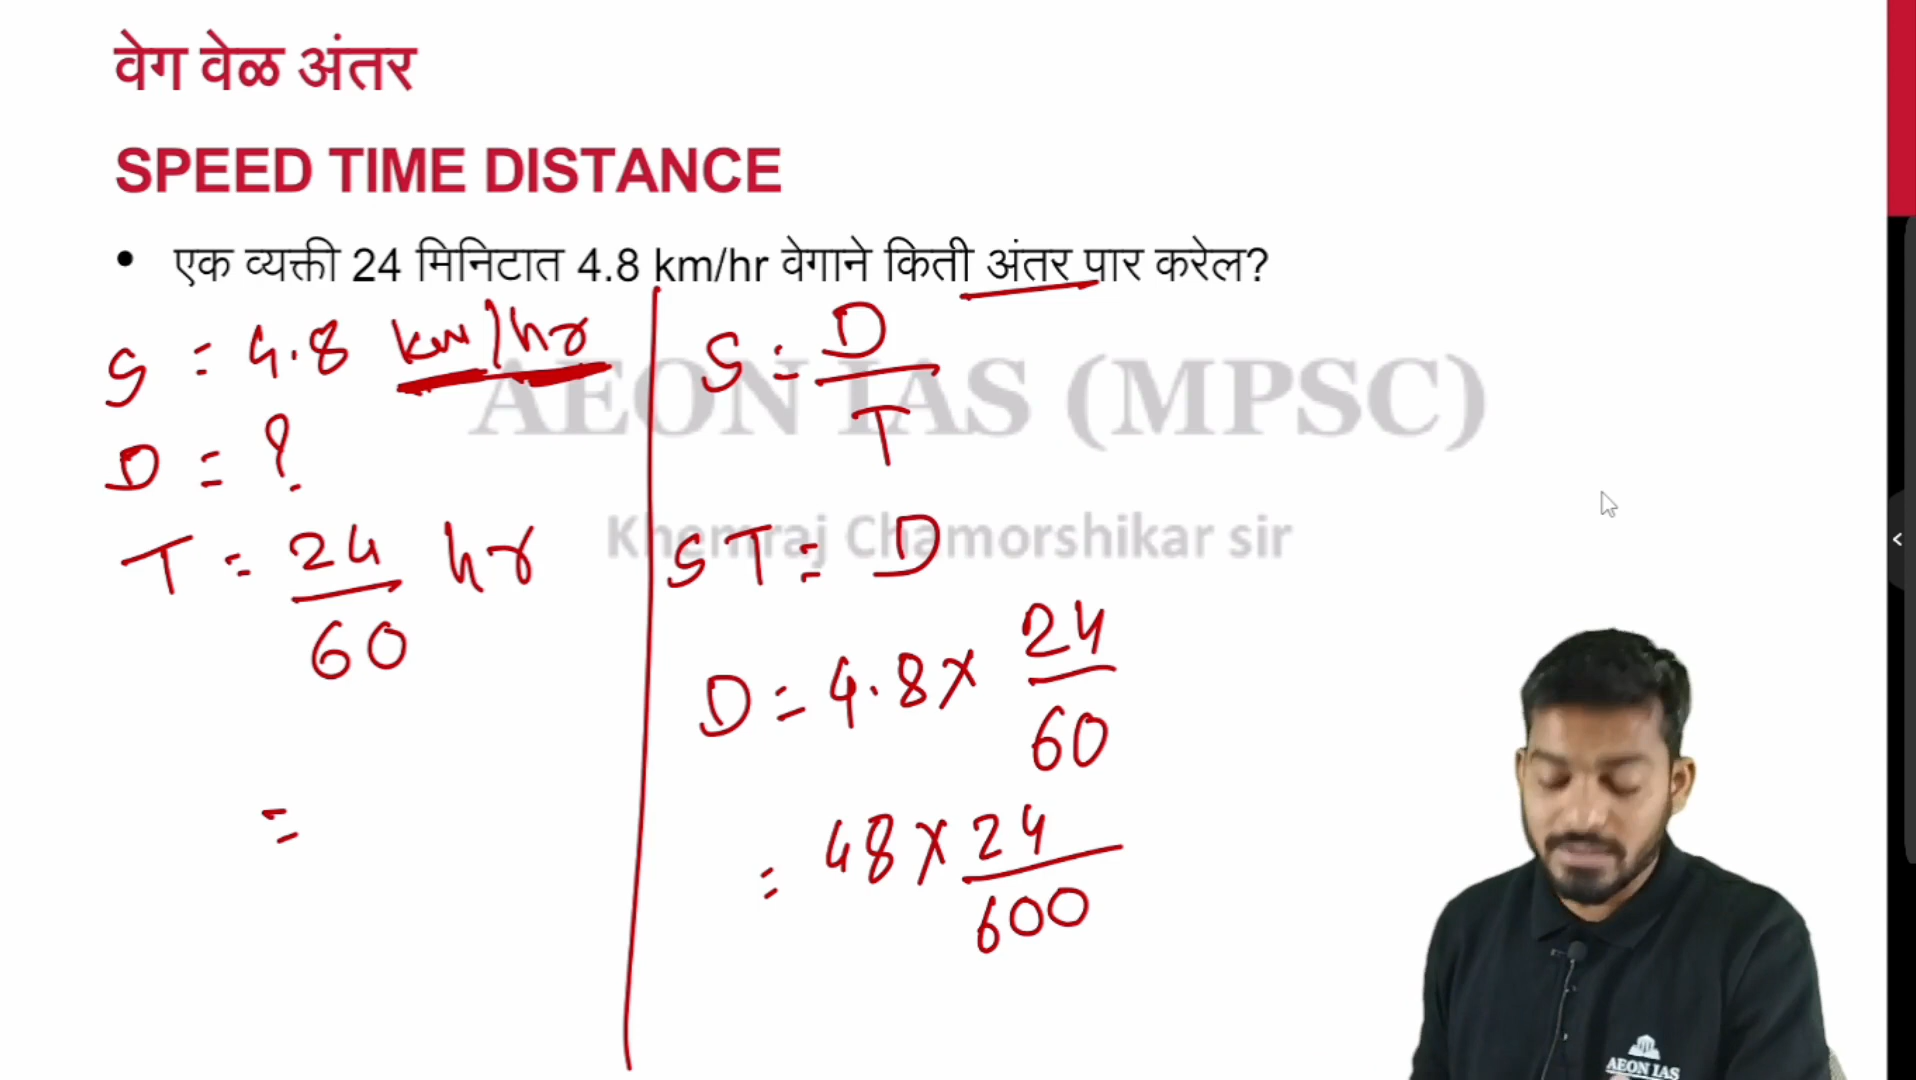 वेग वेळ अंतर
SPEED TIME DISTANCE
• एक व्यक्ती 24 मिनिटात 4.8 km/hr वेगाने किती अंतर पार करेल?
S = 4.8 km/hr
D = ?
T = 24/60 hr
=
S = D/T
ST = D
D = 4.8 × 24/60
= 48 × 24/600
AEON IAS (MPSC)
Khemraj Chamorshikar sir
<
AEON IAS